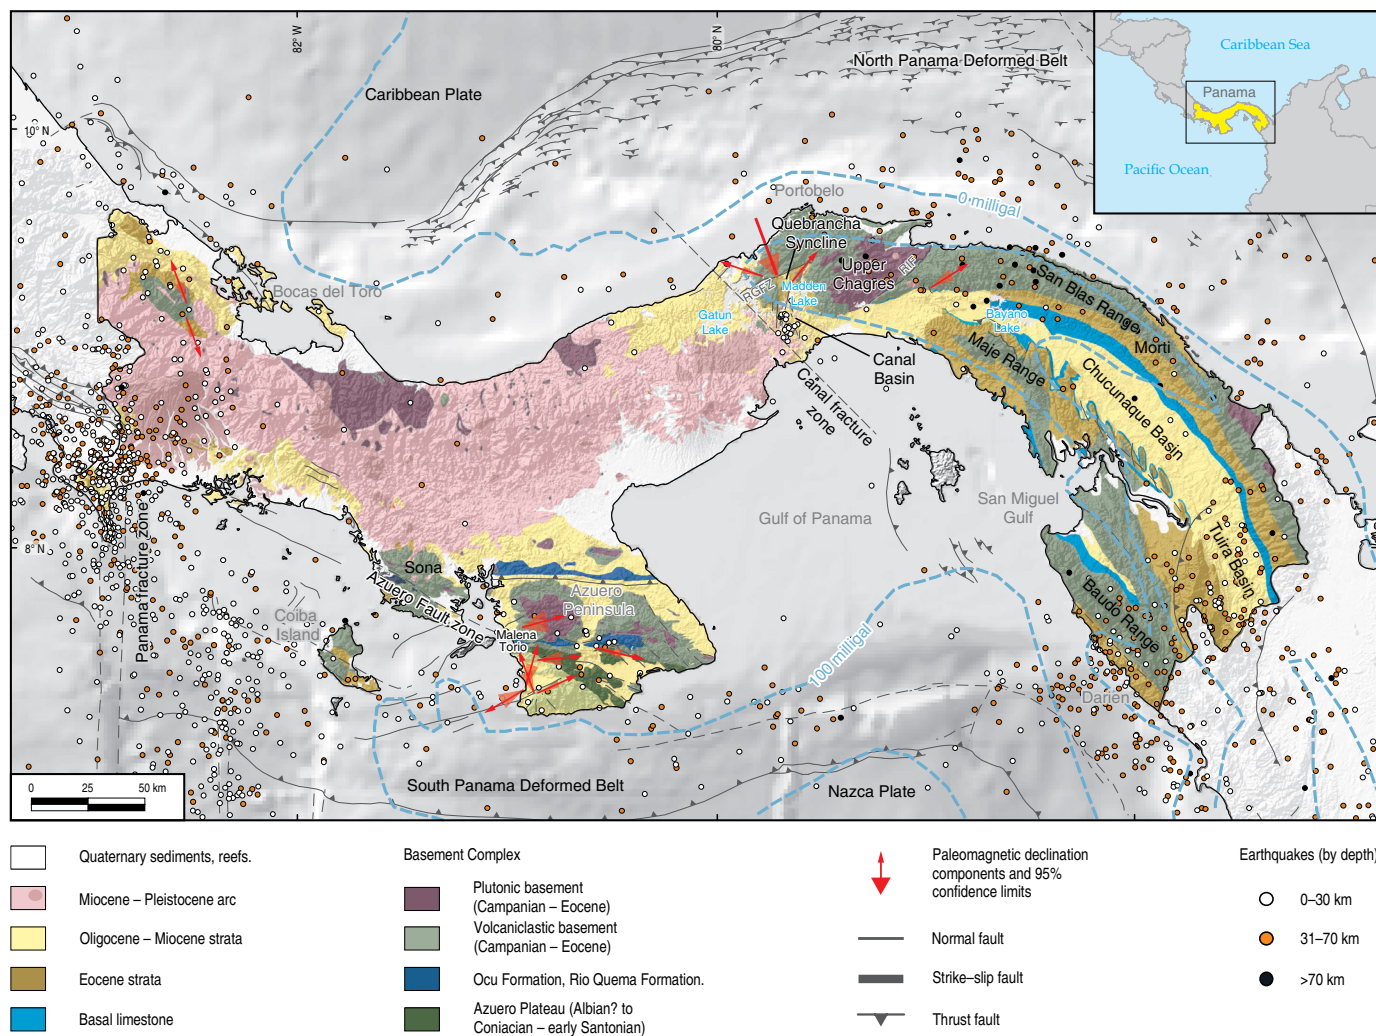 82° W
80° N
North Panama Deformed Belt
Caribbean Plate
10° N
Caribbean Sea
Panama
Pacific Ocean
Portobelo
0 milligal
Quebrancha
Syncline
Upper
Chagres
RIF
RGFZ
Madden
Lake
Gatun
Lake
Bocas del Toro
San Blas Range
Bayano
Lake
Morti
Maje Range
Canal
Basin
Canal fracture
zone
Chucunaque Basin
San Miguel
Gulf
Gulf of Panama
8° N
Tuira Basin
Panama fracture zone
Sona
Azuero Fault zone
Azuero
Peninsula
Coiba
Island
Malena
Torio
Baudo Range
100 milligal
Darien
South Panama Deformed Belt
Nazca Plate
0 25 50 km
Quaternary sediments, reefs.
Miocene – Pleistocene arc
Oligocene – Miocene strata
Eocene strata
Basal limestone
Basement Complex
Plutonic basement
(Campanian – Eocene)
Volcaniclastic basement
(Campanian – Eocene)
Ocu Formation, Rio Quema Formation.
Azuero Plateau (Albian? to
Coniacian – early Santonian)
Paleomagnetic declination
components and 95%
confidence limits
Normal fault
Strike–slip fault
Thrust fault
Earthquakes (by depth)
0–30 km
31–70 km
>70 km